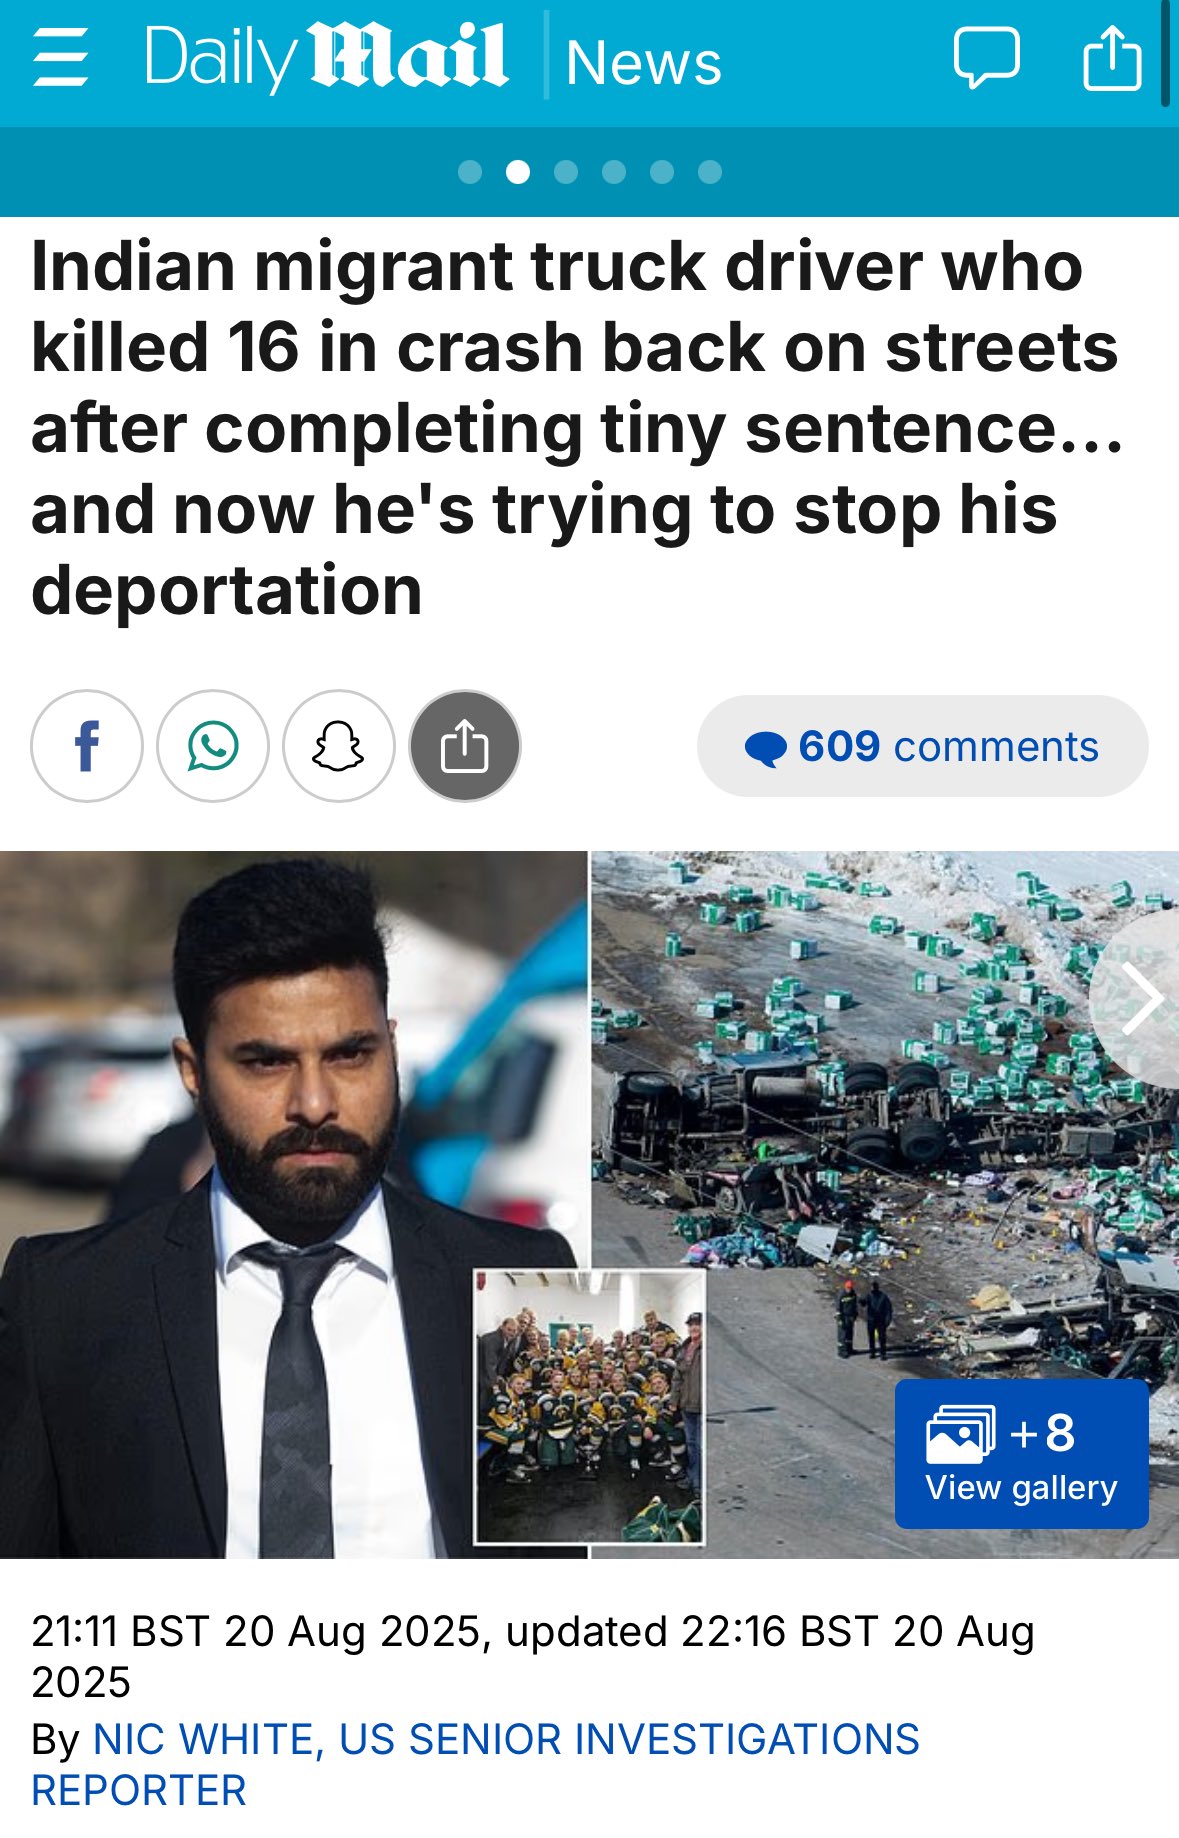 Daily Mail News
Indian migrant truck driver who
killed 16 in crash back on streets
after completing tiny sentence...
and now he's trying to stop his
deportation
609 comments
+8
View gallery
21:11 BST 20 Aug 2025, updated 22:16 BST 20 Aug
2025
By NIC WHITE, US SENIOR INVESTIGATIONS
REPORTER